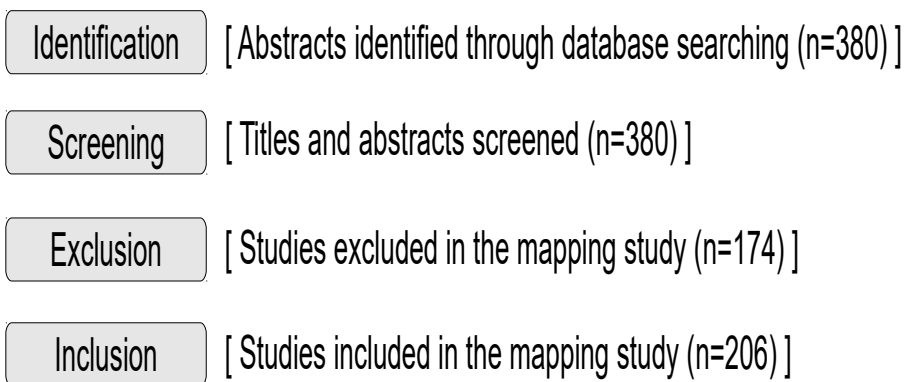 Identification [ Abstracts identified through database searching (n=380) ]
Screening [ Titles and abstracts screened (n=380) ]
Exclusion [ Studies excluded in the mapping study (n=174) ]
Inclusion [ Studies included in the mapping study (n=206) ]